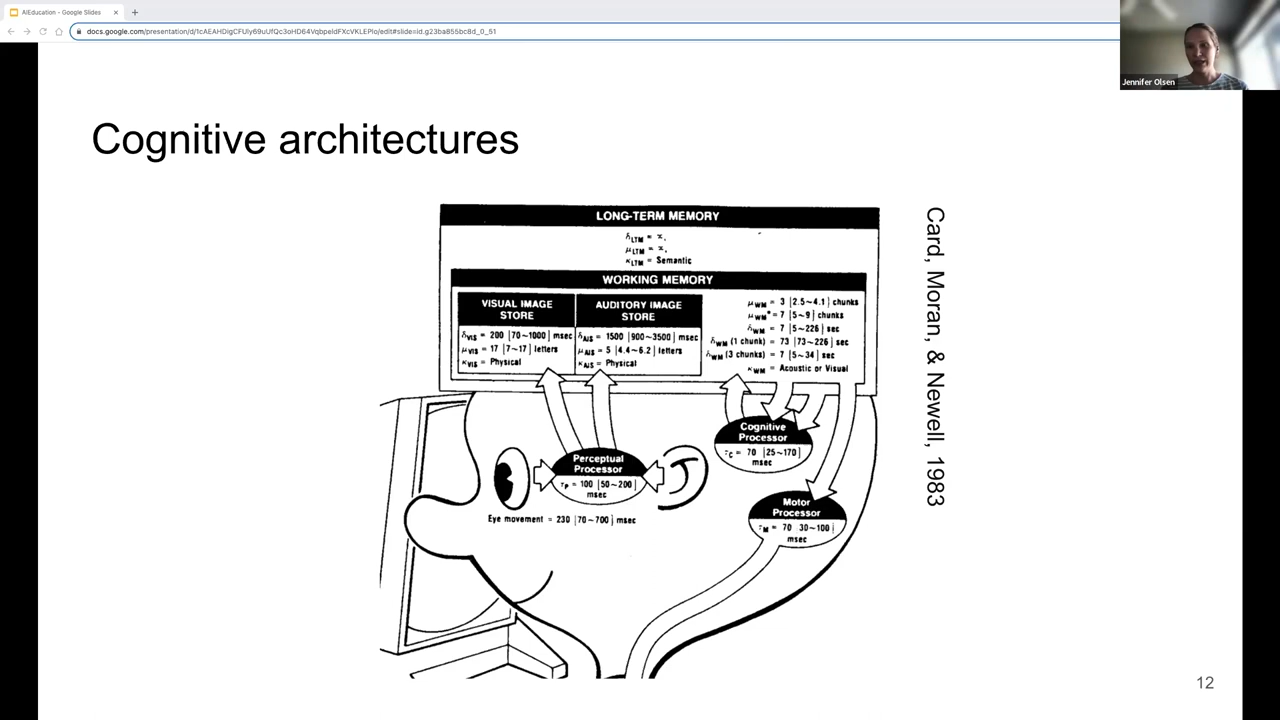 AIEducation - Google Slides
docs.google.com/presentation/d/1cAEAHDigCFUly69uUfQc3oHD64VqbpeldFXcVKLEPlo/edit#slide=id.g23ba855bc8d_0_51
Jennifer Olsen
Cognitive architectures
LONG-TERM MEMORY
δLTM = ∞,
μLTM = ∞,
κLTM = Semantic
WORKING MEMORY
VISUAL IMAGE
STORE
δVIS = 200 [70~1000] msec
μVIS = 17 [7~17] letters
κVIS = Physical
AUDITORY IMAGE
STORE
δAIS = 1500 [900~3500] msec
μAIS = 5 [4.4~6.2] letters
κAIS = Physical
μWM = 3 [2.5~4.1] chunks
μWM* = 7 [5~9] chunks
δWM = 7 [5~226] sec
δWM (1 chunk) = 73 [73~226] sec
δWM (3 chunks) = 7 [5~34] sec
κWM = Acoustic or Visual
Cognitive
Processor
τC = 70 [25~170]
msec
Perceptual
Processor
τP = 100 [50~200]
msec
Eye movement = 230 [70~700] msec
Motor
Processor
τM = 70 [30~100]
msec
Card, Moran, & Newell, 1983
12